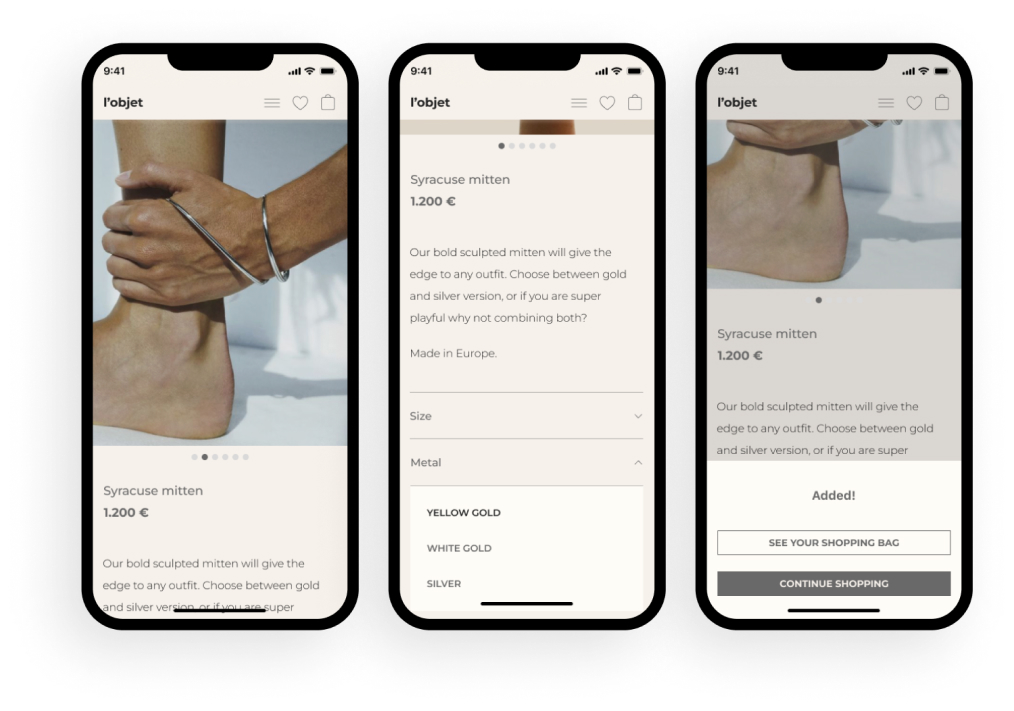 9:41
l'objet
Syracuse mitten
1.200 €
Our bold sculpted mitten will give the
edge to any outfit. Choose between gold
and silver version, or if you are super
9:41
l'objet
Syracuse mitten
1.200 €
Our bold sculpted mitten will give the
edge to any outfit. Choose between gold
and silver version, or if you are super
playful why not combining both?
Made in Europe.
Size
Metal
YELLOW GOLD
WHITE GOLD
SILVER
9:41
l'objet
Syracuse mitten
1.200 €
Our bold sculpted mitten will give the
edge to any outfit. Choose between gold
and silver version, or if you are super
Added!
SEE YOUR SHOPPING BAG
CONTINUE SHOPPING